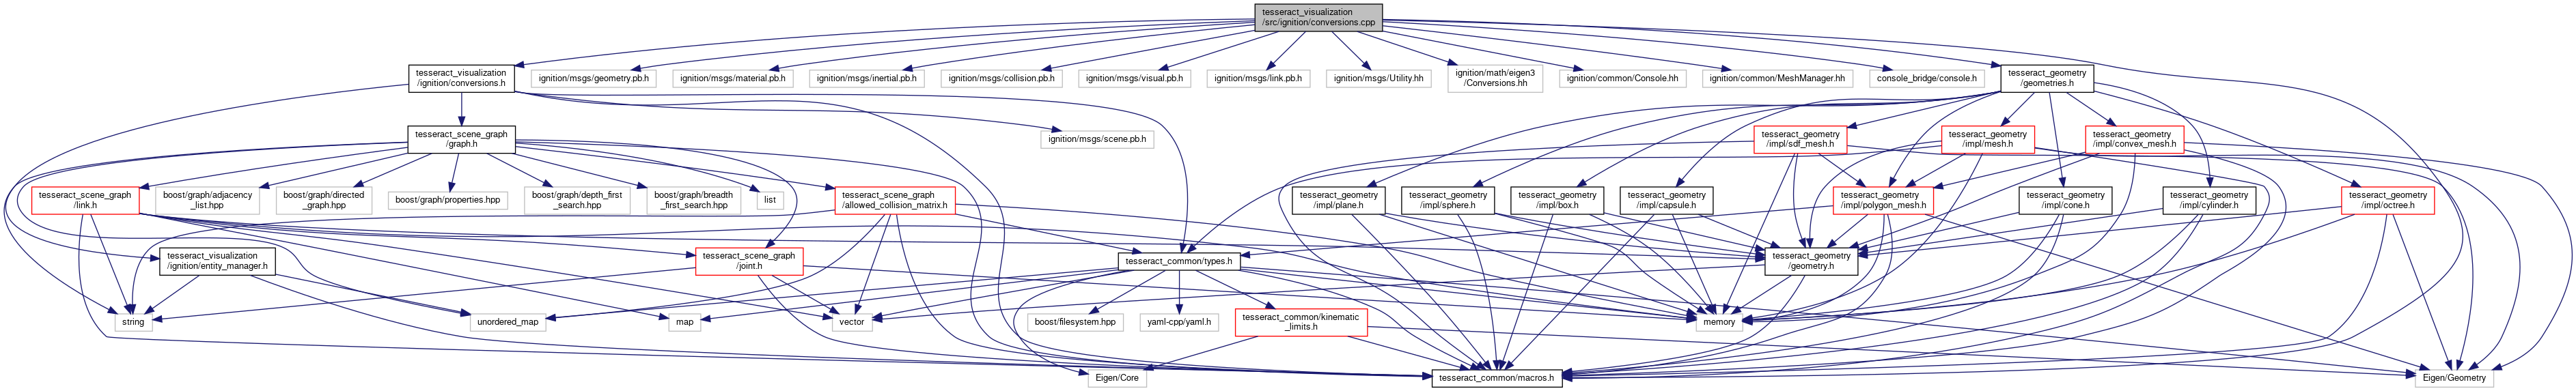 tesseract_visualization
/src/ignition/conversions.cpp
tesseract_visualization
/ignition/conversions.h
ignition/msgs/geometry.pb.h
ignition/msgs/material.pb.h
ignition/msgs/inertial.pb.h
ignition/msgs/collision.pb.h
ignition/msgs/visual.pb.h
ignition/msgs/link.pb.h
ignition/msgs/Utility.hh
ignition/math/eigen3
/Conversions.hh
ignition/common/Console.hh
ignition/common/MeshManager.hh
console_bridge/console.h
tesseract_geometry
/geometries.h
tesseract_scene_graph
/graph.h
ignition/msgs/scene.pb.h
tesseract_geometry
/impl/sdf_mesh.h
tesseract_geometry
/impl/mesh.h
tesseract_geometry
/impl/convex_mesh.h
tesseract_scene_graph
/link.h
boost/graph/adjacency
_list.hpp
boost/graph/directed
_graph.hpp
boost/graph/properties.hpp
boost/graph/depth_first
_search.hpp
boost/graph/breadth
_first_search.hpp
list
tesseract_scene_graph
/allowed_collision_matrix.h
tesseract_geometry
/impl/plane.h
tesseract_geometry
/impl/sphere.h
tesseract_geometry
/impl/box.h
tesseract_geometry
/impl/capsule.h
tesseract_geometry
/impl/polygon_mesh.h
tesseract_geometry
/impl/cone.h
tesseract_geometry
/impl/cylinder.h
tesseract_geometry
/impl/octree.h
tesseract_visualization
/ignition/entity_manager.h
tesseract_scene_graph
/joint.h
tesseract_common/types.h
tesseract_geometry
/geometry.h
string
unordered_map
map
vector
boost/filesystem.hpp
yaml-cpp/yaml.h
tesseract_common/kinematic
_limits.h
memory
Eigen/Core
tesseract_common/macros.h
Eigen/Geometry